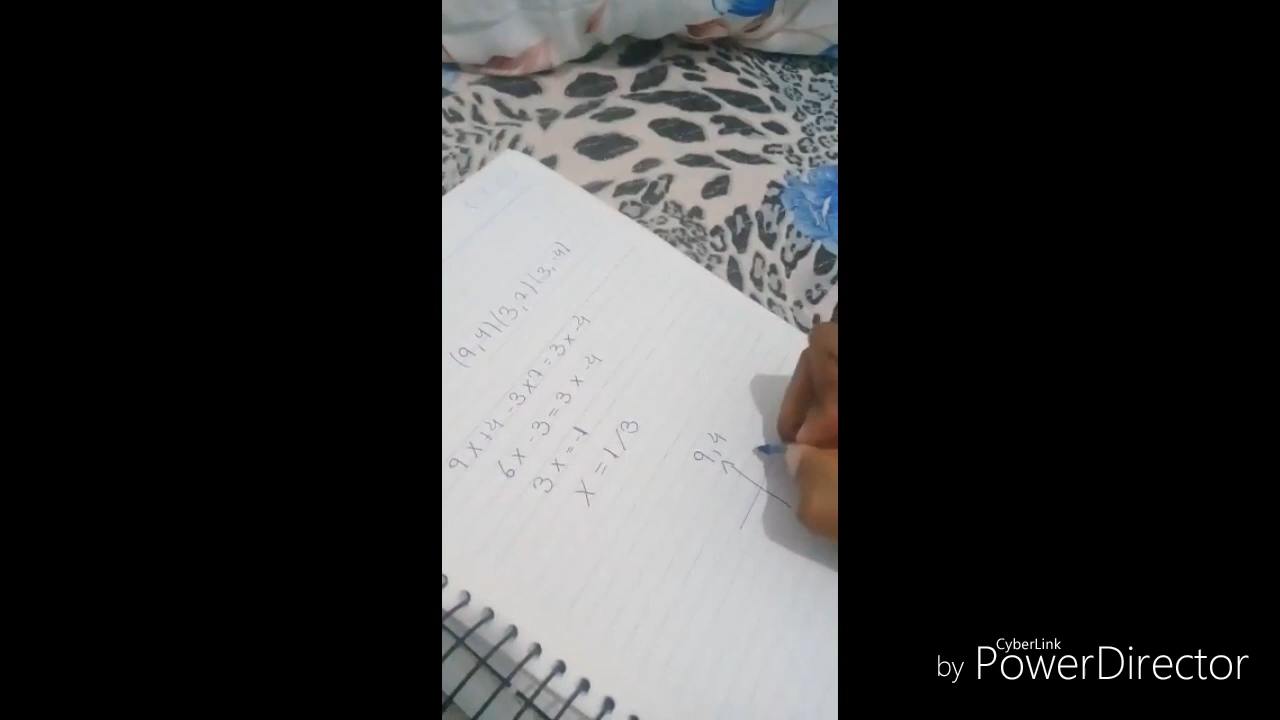 (9,4)(3,7)(3,-4)
9x+4-3x7=3x-4
6x-3=3x-4
3x=-1
x=1/3
9,4
CyberLink
by PowerDirector